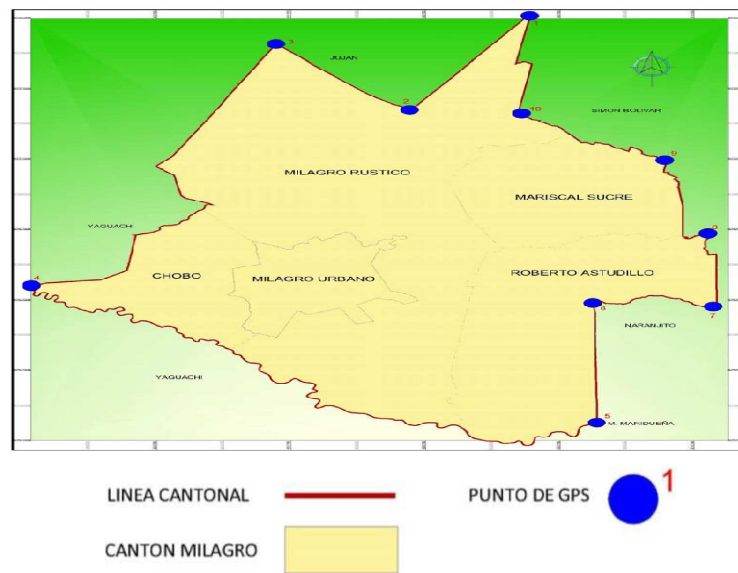 1
3
JUJAN
2
10
SIMON BOLIVAR
9
MILAGRO RUSTICO
MARISCAL SUCRE
YAGUACHI
CHOBO
MILAGRO URBANO
ROBERTO ASTUDILLO
4
6
7
NARANJITO
YAGUACHI
5
M. MARIDUEÑA
LINEA CANTONAL
PUNTO DE GPS
1
CANTON MILAGRO